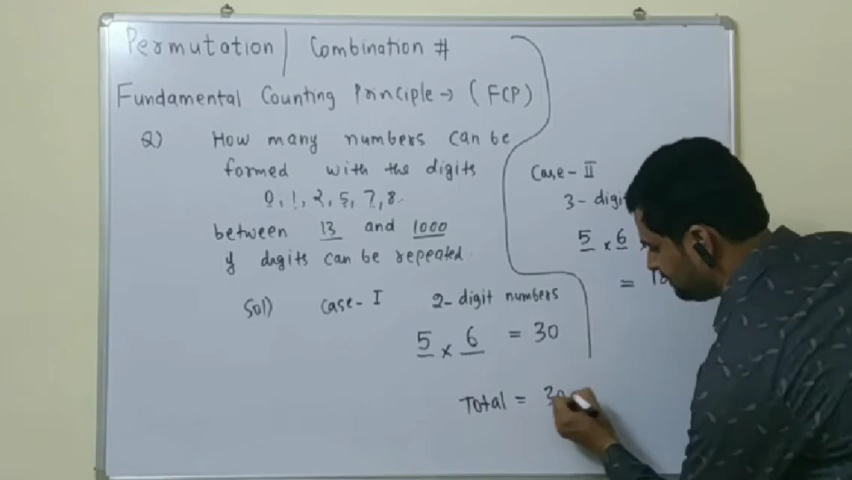 Permutation | Combination #
Fundamental Counting Principle → (FCP)
Q) How many numbers can be
formed with the digits
0, 1, 2, 5, 7, 8.
between 13 and 1000
if digits can be repeated.
Sol) Case-I 2-digit numbers
5 × 6 = 30
Total = 30
Case-II
3-digi
5 × 6
=